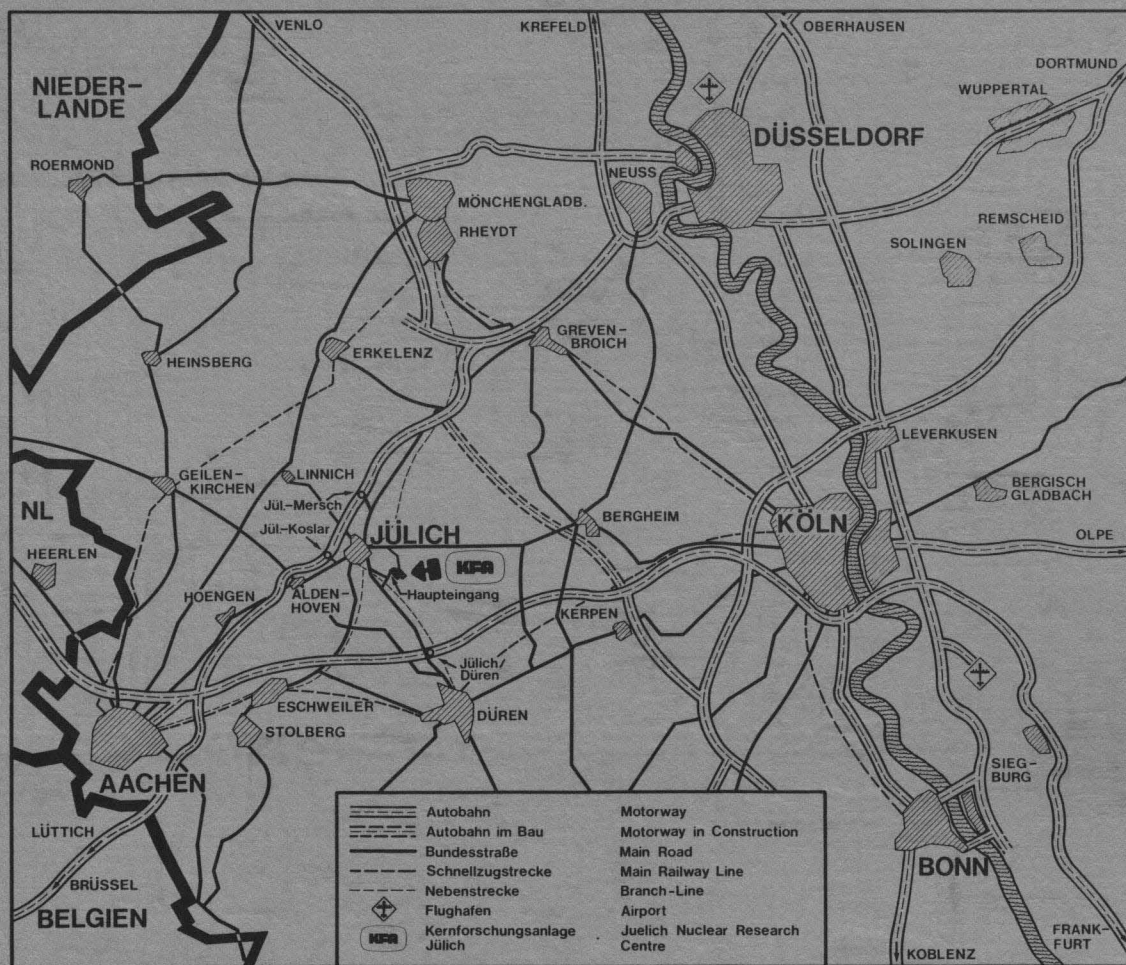 VENLO
KREFELD
OBERHAUSEN
DORTMUND
NIEDER-
LANDE
WUPPERTAL
DÜSSELDORF
ROERMOND
NEUSS
MÖNCHENGLADB.
RHEYDT
REMSCHEID
SOLINGEN
GREVEN-
BROICH
ERKELENZ
HEINSBERG
LEVERKUSEN
GEILEN-
KIRCHEN
LINNICH
BERGISCH
GLADBACH
Jül.-Mersch
NL
Jül.-Koslar
JÜLICH
BERGHEIM
KÖLN
OLPE
HEERLEN
KFA
Haupteingang
ALDEN-
HOVEN
HOENGEN
KERPEN
Jülich/
Düren
ESCHWEILER
DÜREN
STOLBERG
SIEG-
BURG
AACHEN
LÜTTICH
BONN
BRÜSSEL
BELGIEN
KOBLENZ
FRANK-
FURT
Autobahn Motorway
Autobahn im Bau Motorway in Construction
Bundesstraße Main Road
Schnellzugstrecke Main Railway Line
Nebenstrecke Branch-Line
Flughafen Airport
KFA Kernforschungsanlage Juelich Nuclear Research
Jülich Centre